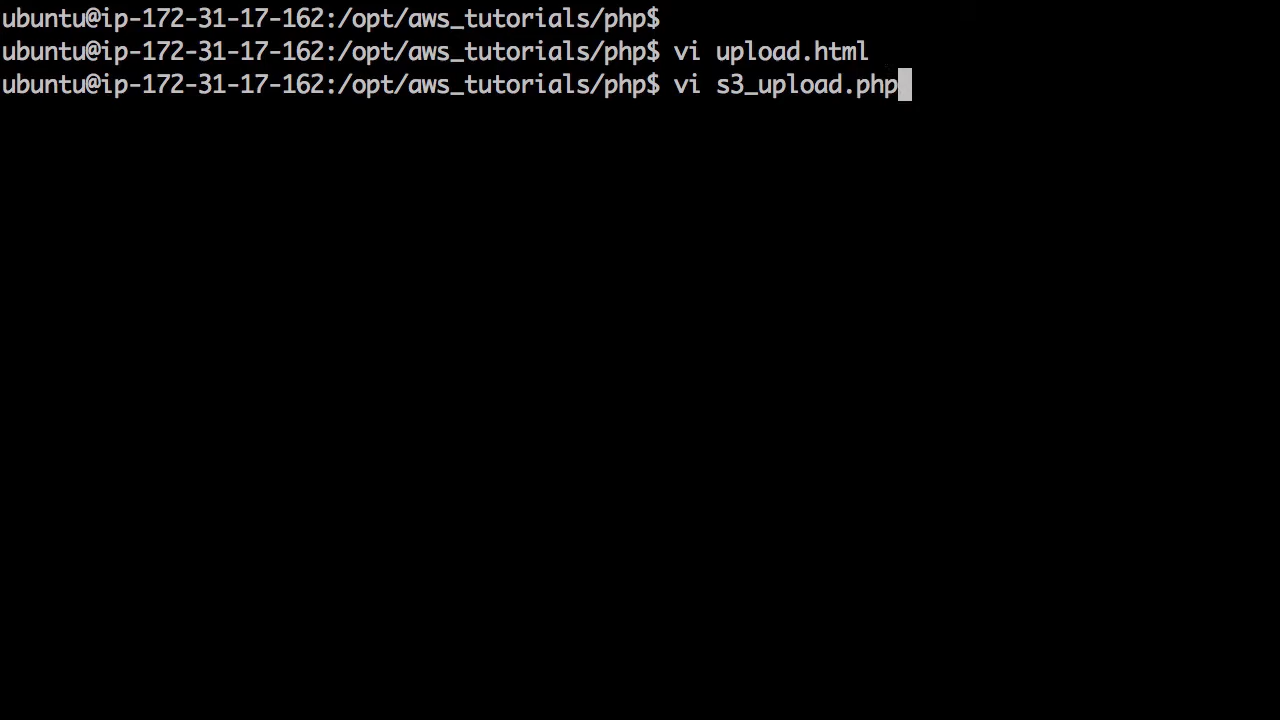 ubuntu@ip-172-31-17-162:/opt/aws_tutorials/php$
ubuntu@ip-172-31-17-162:/opt/aws_tutorials/php$ vi upload.html
ubuntu@ip-172-31-17-162:/opt/aws_tutorials/php$ vi s3_upload.php